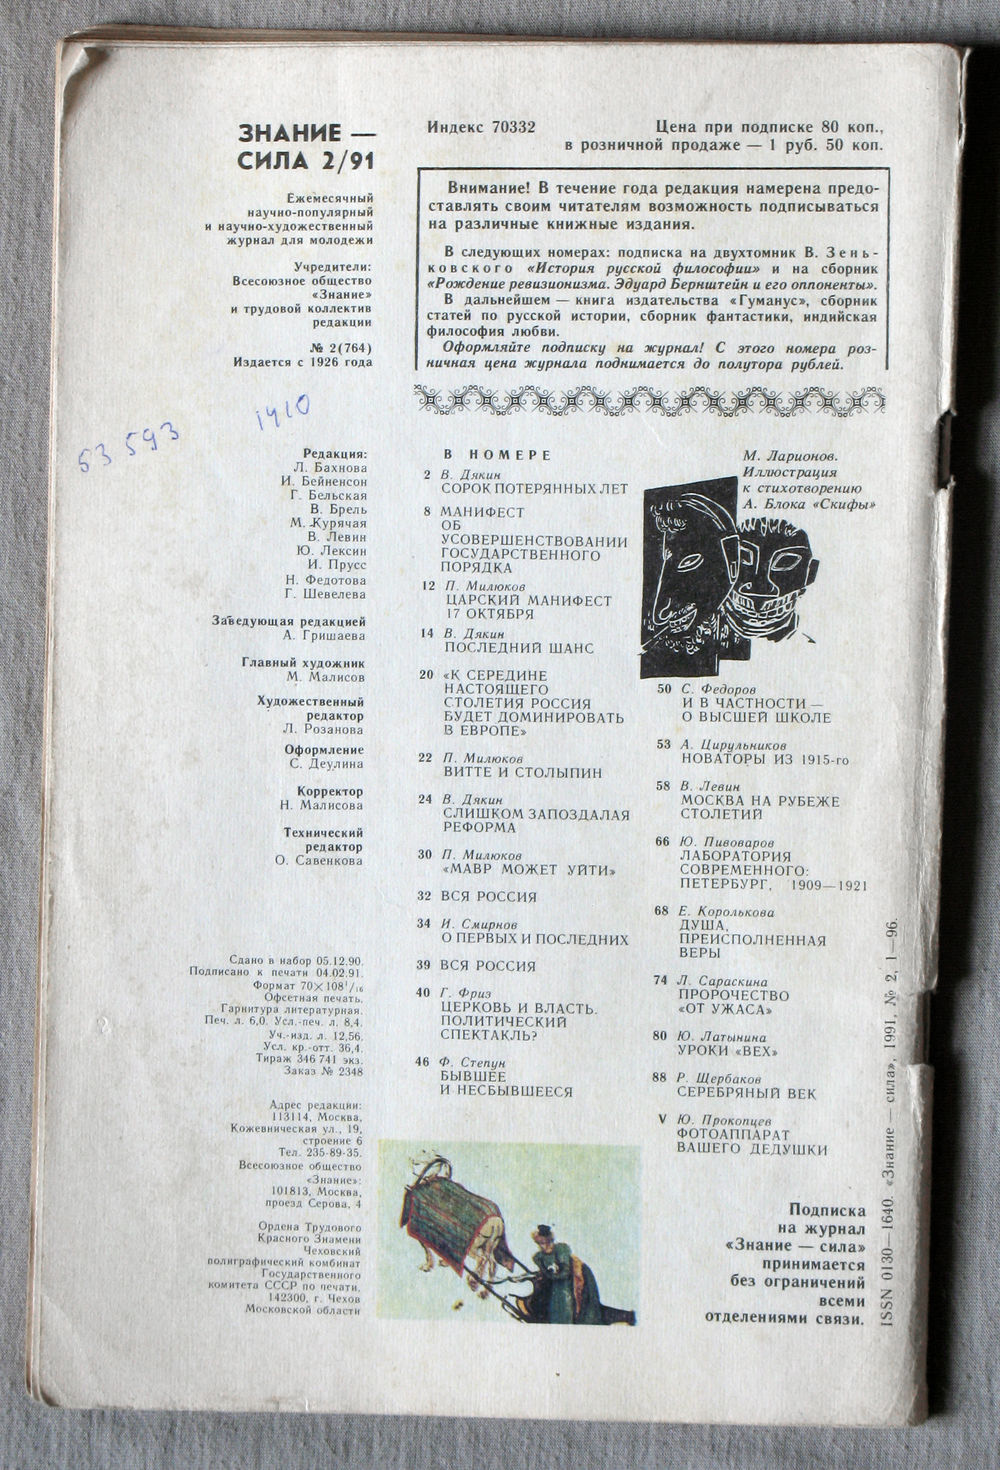 ЗНАНИЕ —
СИЛА 2/91
Ежемесячный
научно-популярный
и научно-художественный
журнал для молодежи
Учредители:
Всесоюзное общество
«Знание»
и трудовой коллектив
редакции
№ 2(764)
Издается с 1926 года
Индекс 70332
Цена при подписке 80 коп.,
в розничной продаже — 1 руб. 50 коп.
Внимание! В течение года редакция намерена предо-
ставлять своим читателям возможность подписываться
на различные книжные издания.
В следующих номерах: подписка на двухтомник В. Зень-
ковского «История русской философии» и на сборник
«Рождение ревизионизма. Эдуард Бернштейн и его оппоненты».
В дальнейшем — книга издательства «Гуманус», сборник
статей по русской истории, сборник фантастики, индийская
философия любви.
Оформляйте подписку на журнал! С этого номера роз-
ничная цена журнала поднимается до полутора рублей.
53 593
1410
Редакция:
Л. Бахнова
И. Бейненсон
Г. Бельская
В. Брель
М. Курячая
В. Левин
Ю. Лексин
И. Прусс
Н. Федотова
Г. Шевелева
Заведующая редакцией
А. Гришаева
Главный художник
М. Малисов
Художественный
редактор
Л. Розанова
Оформление
С. Деулина
Корректор
Н. Малисова
Технический
редактор
О. Савенкова
Сдано в набор 05.12.90.
Подписано к печати 04.02.91.
Формат 70×108 1/16
Офсетная печать.
Гарнитура литературная.
Печ. л. 6,0. Усл.-печ. л. 8,4.
Уч.-изд. л. 12,56.
Усл. кр.-отт. 36,4.
Тираж 346 741 экз.
Заказ № 2348
Адрес редакции:
113114, Москва,
Кожевническая ул., 19,
строение 6
Тел. 235-89-35.
Всесоюзное общество
«Знание»:
101813, Москва,
проезд Серова, 4
Ордена Трудового
Красного Знамени
Чеховский
полиграфический комбинат
Государственного
комитета СССР по печати,
142300, г. Чехов
Московской области
В НОМЕРЕ
2 В. Дякин
СОРОК ПОТЕРЯННЫХ ЛЕТ
8 МАНИФЕСТ
ОБ
УСОВЕРШЕНСТВОВАНИИ
ГОСУДАРСТВЕННОГО
ПОРЯДКА
12 П. Милюков
ЦАРСКИЙ МАНИФЕСТ
17 ОКТЯБРЯ
14 В. Дякин
ПОСЛЕДНИЙ ШАНС
20 «К СЕРЕДИНЕ
НАСТОЯЩЕГО
СТОЛЕТИЯ РОССИЯ
БУДЕТ ДОМИНИРОВАТЬ
В ЕВРОПЕ»
22 П. Милюков
ВИТТЕ И СТОЛЫПИН
24 В. Дякин
СЛИШКОМ ЗАПОЗДАЛАЯ
РЕФОРМА
30 П. Милюков
«МАВР МОЖЕТ УЙТИ»
32 ВСЯ РОССИЯ
34 И. Смирнов
О ПЕРВЫХ И ПОСЛЕДНИХ
39 ВСЯ РОССИЯ
40 Г. Фриз
ЦЕРКОВЬ И ВЛАСТЬ.
ПОЛИТИЧЕСКИЙ
СПЕКТАКЛЬ?
46 Ф. Степун
БЫВШЕЕ
И НЕСБЫВШЕЕСЯ
М. Ларионов.
Иллюстрация
к стихотворению
А. Блока «Скифы»
50 С. Федоров
И В ЧАСТНОСТИ —
О ВЫСШЕЙ ШКОЛЕ
53 А. Цирульников
НОВАТОРЫ ИЗ 1915-го
58 В. Левин
МОСКВА НА РУБЕЖЕ
СТОЛЕТИЙ
66 Ю. Пивоваров
ЛАБОРАТОРИЯ
СОВРЕМЕННОГО:
ПЕТЕРБУРГ, 1909—1921
68 Е. Королькова
ДУША,
ПРЕИСПОЛНЕННАЯ
ВЕРЫ
74 Л. Сараскина
ПРОРОЧЕСТВО
«ОТ УЖАСА»
80 Ю. Латынина
УРОКИ «ВЕХ»
88 Р. Щербаков
СЕРЕБРЯНЫЙ ВЕК
V Ю. Прокопцев
ФОТОАППАРАТ
ВАШЕГО ДЕДУШКИ
Подписка
на журнал
«Знание — сила»
принимается
без ограничений
всеми
отделениями связи.
ISSN 0130—1640. «Знание — сила», 1991, № 2, 1—96